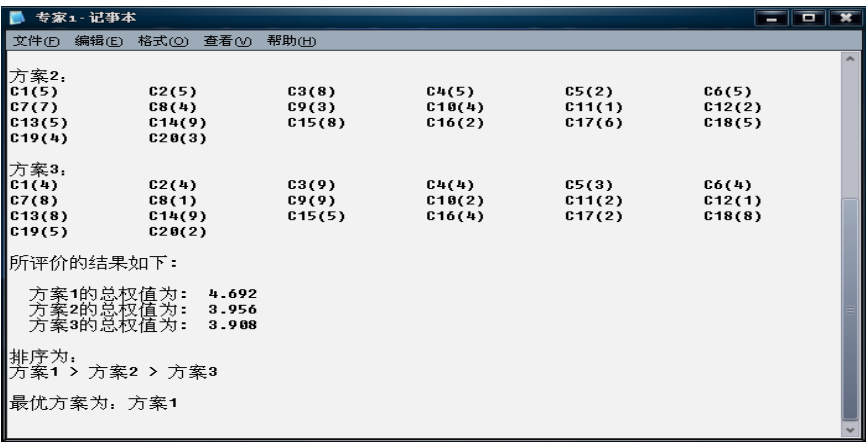 专家1 - 记事本
文件(F) 编辑(E) 格式(O) 查看(V) 帮助(H)
方案2:
C1(5) C2(5) C3(8) C4(5) C5(2) C6(5)
C7(7) C8(4) C9(3) C10(4) C11(1) C12(2)
C13(5) C14(9) C15(8) C16(2) C17(6) C18(5)
C19(4) C20(3)
方案3:
C1(4) C2(4) C3(9) C4(4) C5(3) C6(4)
C7(8) C8(1) C9(9) C10(2) C11(2) C12(1)
C13(8) C14(9) C15(5) C16(4) C17(2) C18(8)
C19(5) C20(2)
所评价的结果如下:
方案1的总权值为: 4.692
方案2的总权值为: 3.956
方案3的总权值为: 3.908
排序为:
方案1 > 方案2 > 方案3
最优方案为: 方案1